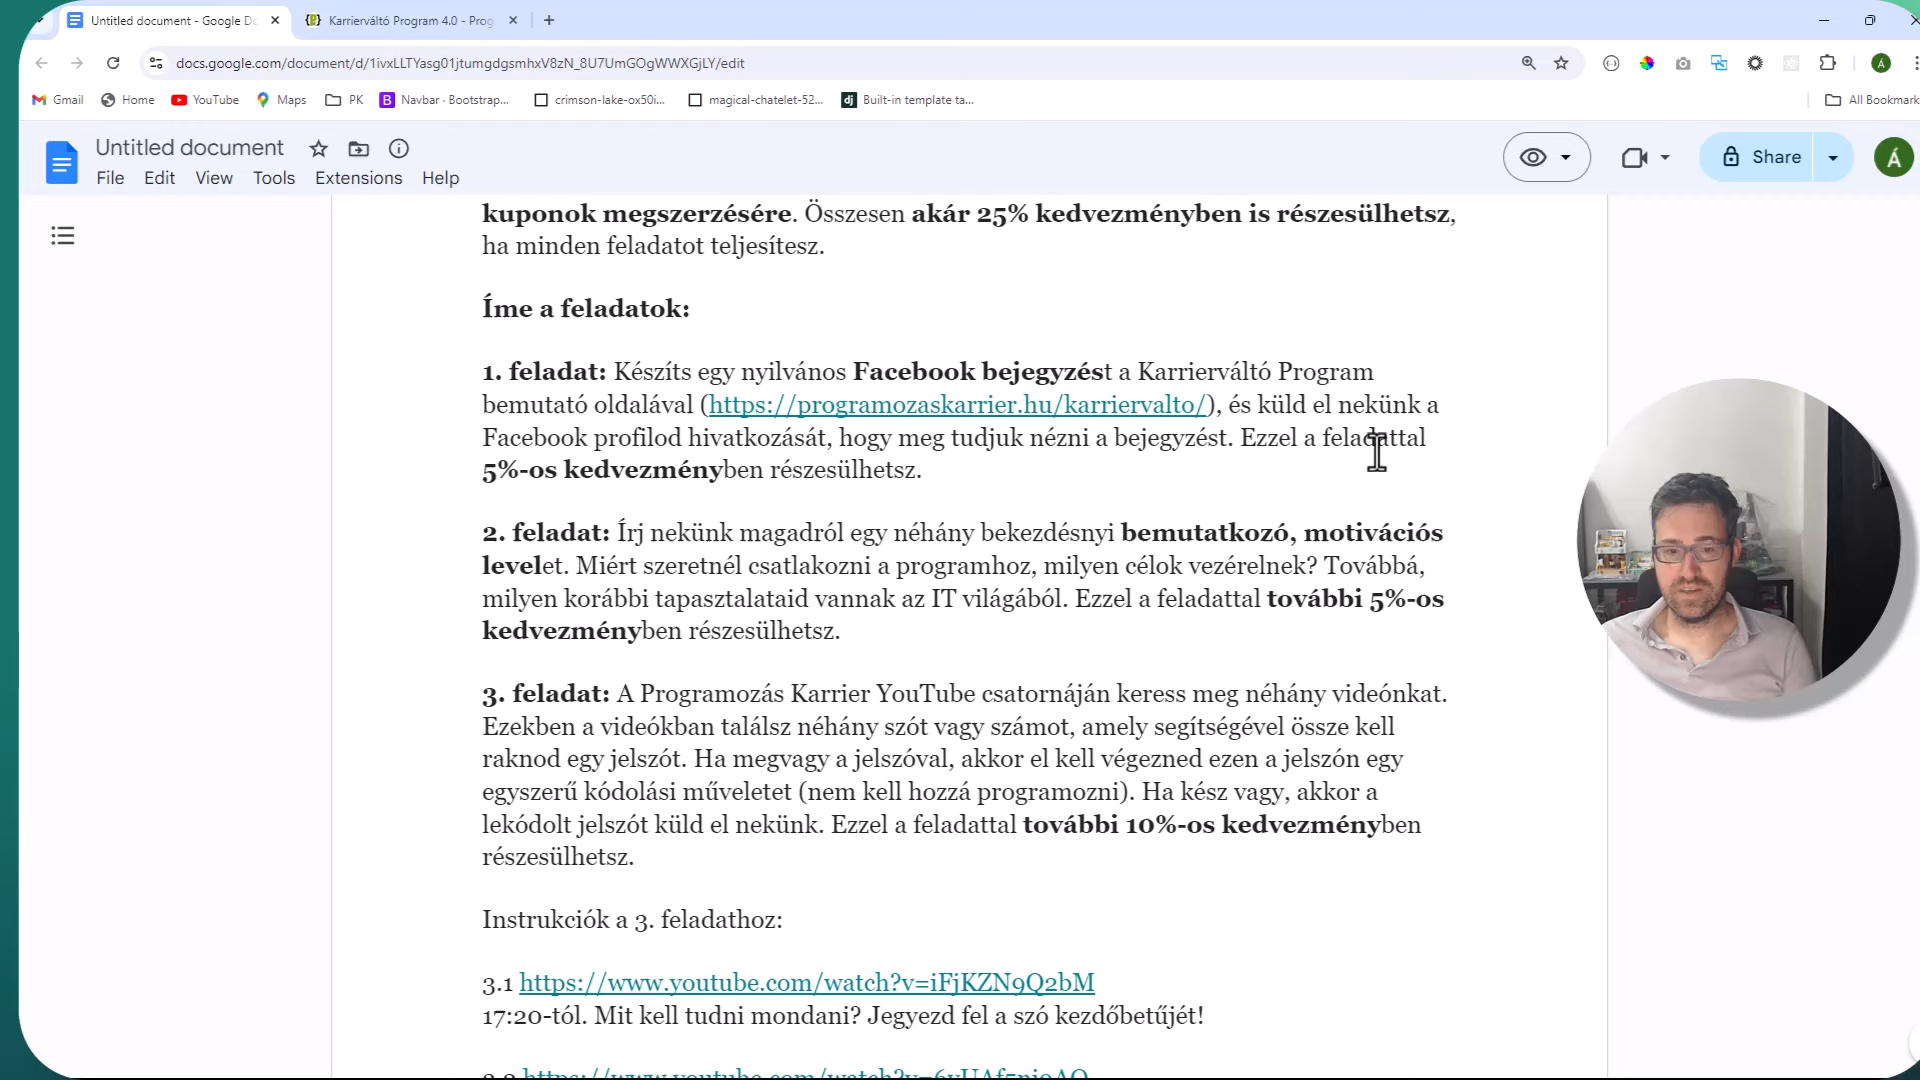 Untitled document - Google Do
Karrierváltó Program 4.0 - Prog
docs.google.com/document/d/1ivxLLTYasg01jtumgdgsmhxV8zN_8U7UmGOgWWXGjLY/edit
Gmail Home YouTube Maps PK Navbar · Bootstrap... crimson-lake-ox50i... magical-chatelet-52... dj Built-in template ta... All Bookmark
Untitled document
Share
Á
File Edit View Tools Extensions Help
kuponok megszerzésére. Összesen akár 25% kedvezményben is részesülhetsz,
ha minden feladatot teljesítesz.
Íme a feladatok:
1. feladat: Készíts egy nyilvános Facebook bejegyzést a Karrierváltó Program
bemutató oldalával (https://programozaskarrier.hu/karriervalto/), és küld el nekünk a
Facebook profilod hivatkozását, hogy meg tudjuk nézni a bejegyzést. Ezzel a feladattal
5%-os kedvezményben részesülhetsz.
2. feladat: Írj nekünk magadról egy néhány bekezdésnyi bemutatkozó, motivációs
levelet. Miért szeretnél csatlakozni a programhoz, milyen célok vezérelnek? Továbbá,
milyen korábbi tapasztalataid vannak az IT világából. Ezzel a feladattal további 5%-os
kedvezményben részesülhetsz.
3. feladat: A Programozás Karrier YouTube csatornáján keress meg néhány videónkat.
Ezekben a videókban találsz néhány szót vagy számot, amely segítségével össze kell
raknod egy jelszót. Ha megvagy a jelszóval, akkor el kell végezned ezen a jelszón egy
egyszerű kódolási műveletet (nem kell hozzá programozni). Ha kész vagy, akkor a
lekódolt jelszót küld el nekünk. Ezzel a feladattal további 10%-os kedvezményben
részesülhetsz.
Instrukciók a 3. feladathoz:
3.1 https://www.youtube.com/watch?v=iFjKZN9Q2bM
17:20-tól. Mit kell tudni mondani? Jegyezd fel a szó kezdőbetűjét!